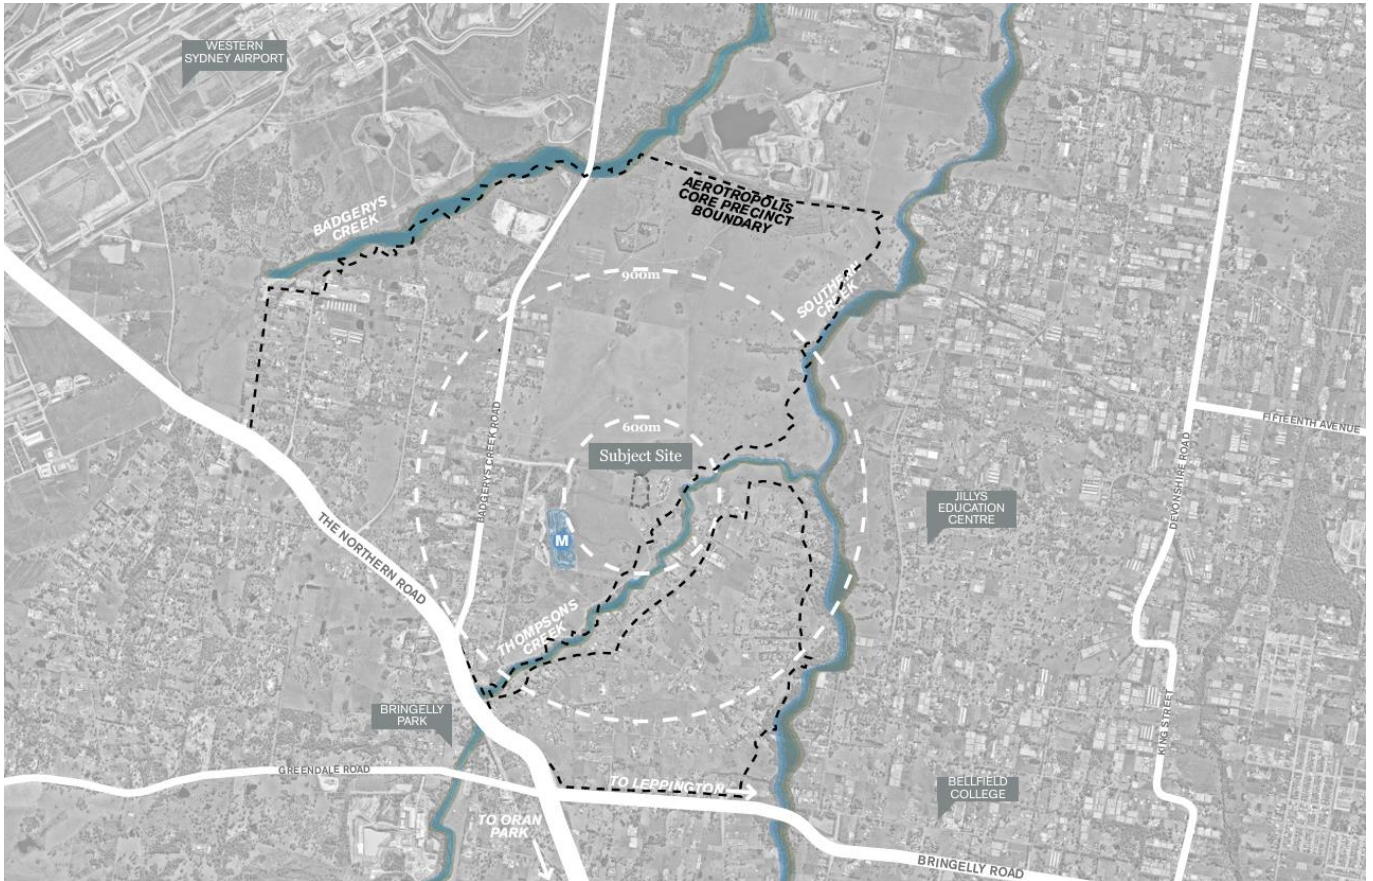 WESTERN
SYDNEY AIRPORT
BADGERYS
CREEK
AEROTROPOLIS
CORE PRECINCT
BOUNDARY
900m
SOUTHERN
CREEK
600m
Subject Site
BADGERYS CREEK ROAD
M
THE NORTHERN ROAD
THOMPSONS
CREEK
FIFTEENTH AVENUE
DEVONSHIRE ROAD
JILLYS
EDUCATION
CENTRE
BRINGELLY
PARK
KING STREET
GREENDALE ROAD
TO LEPPINGTON
BELLFIELD
COLLEGE
TO ORAN
PARK
BRINGELLY ROAD